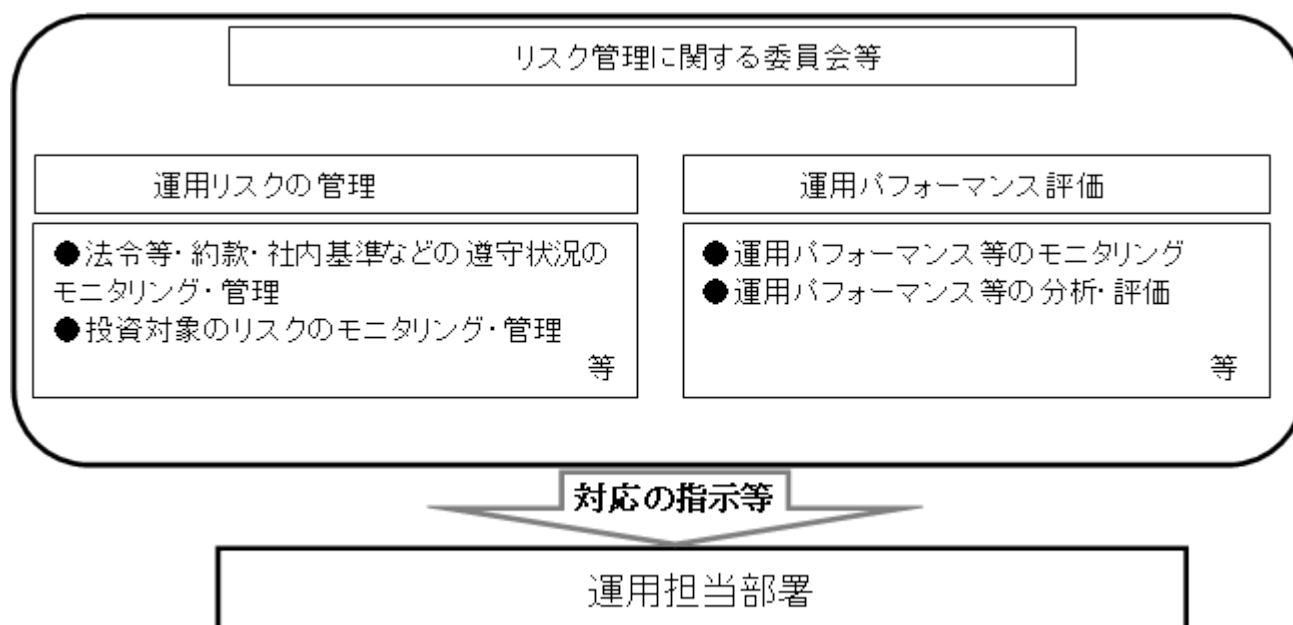 リスク管理に関する委員会等
運用リスクの管理
運用パフォーマンス評価
●法令等・約款・社内基準などの遵守状況の
モニタリング・管理
●投資対象のリスクのモニタリング・管理
等
●運用パフォーマンス等のモニタリング
●運用パフォーマンス等の分析・評価
等
対応の指示等
運用担当部署